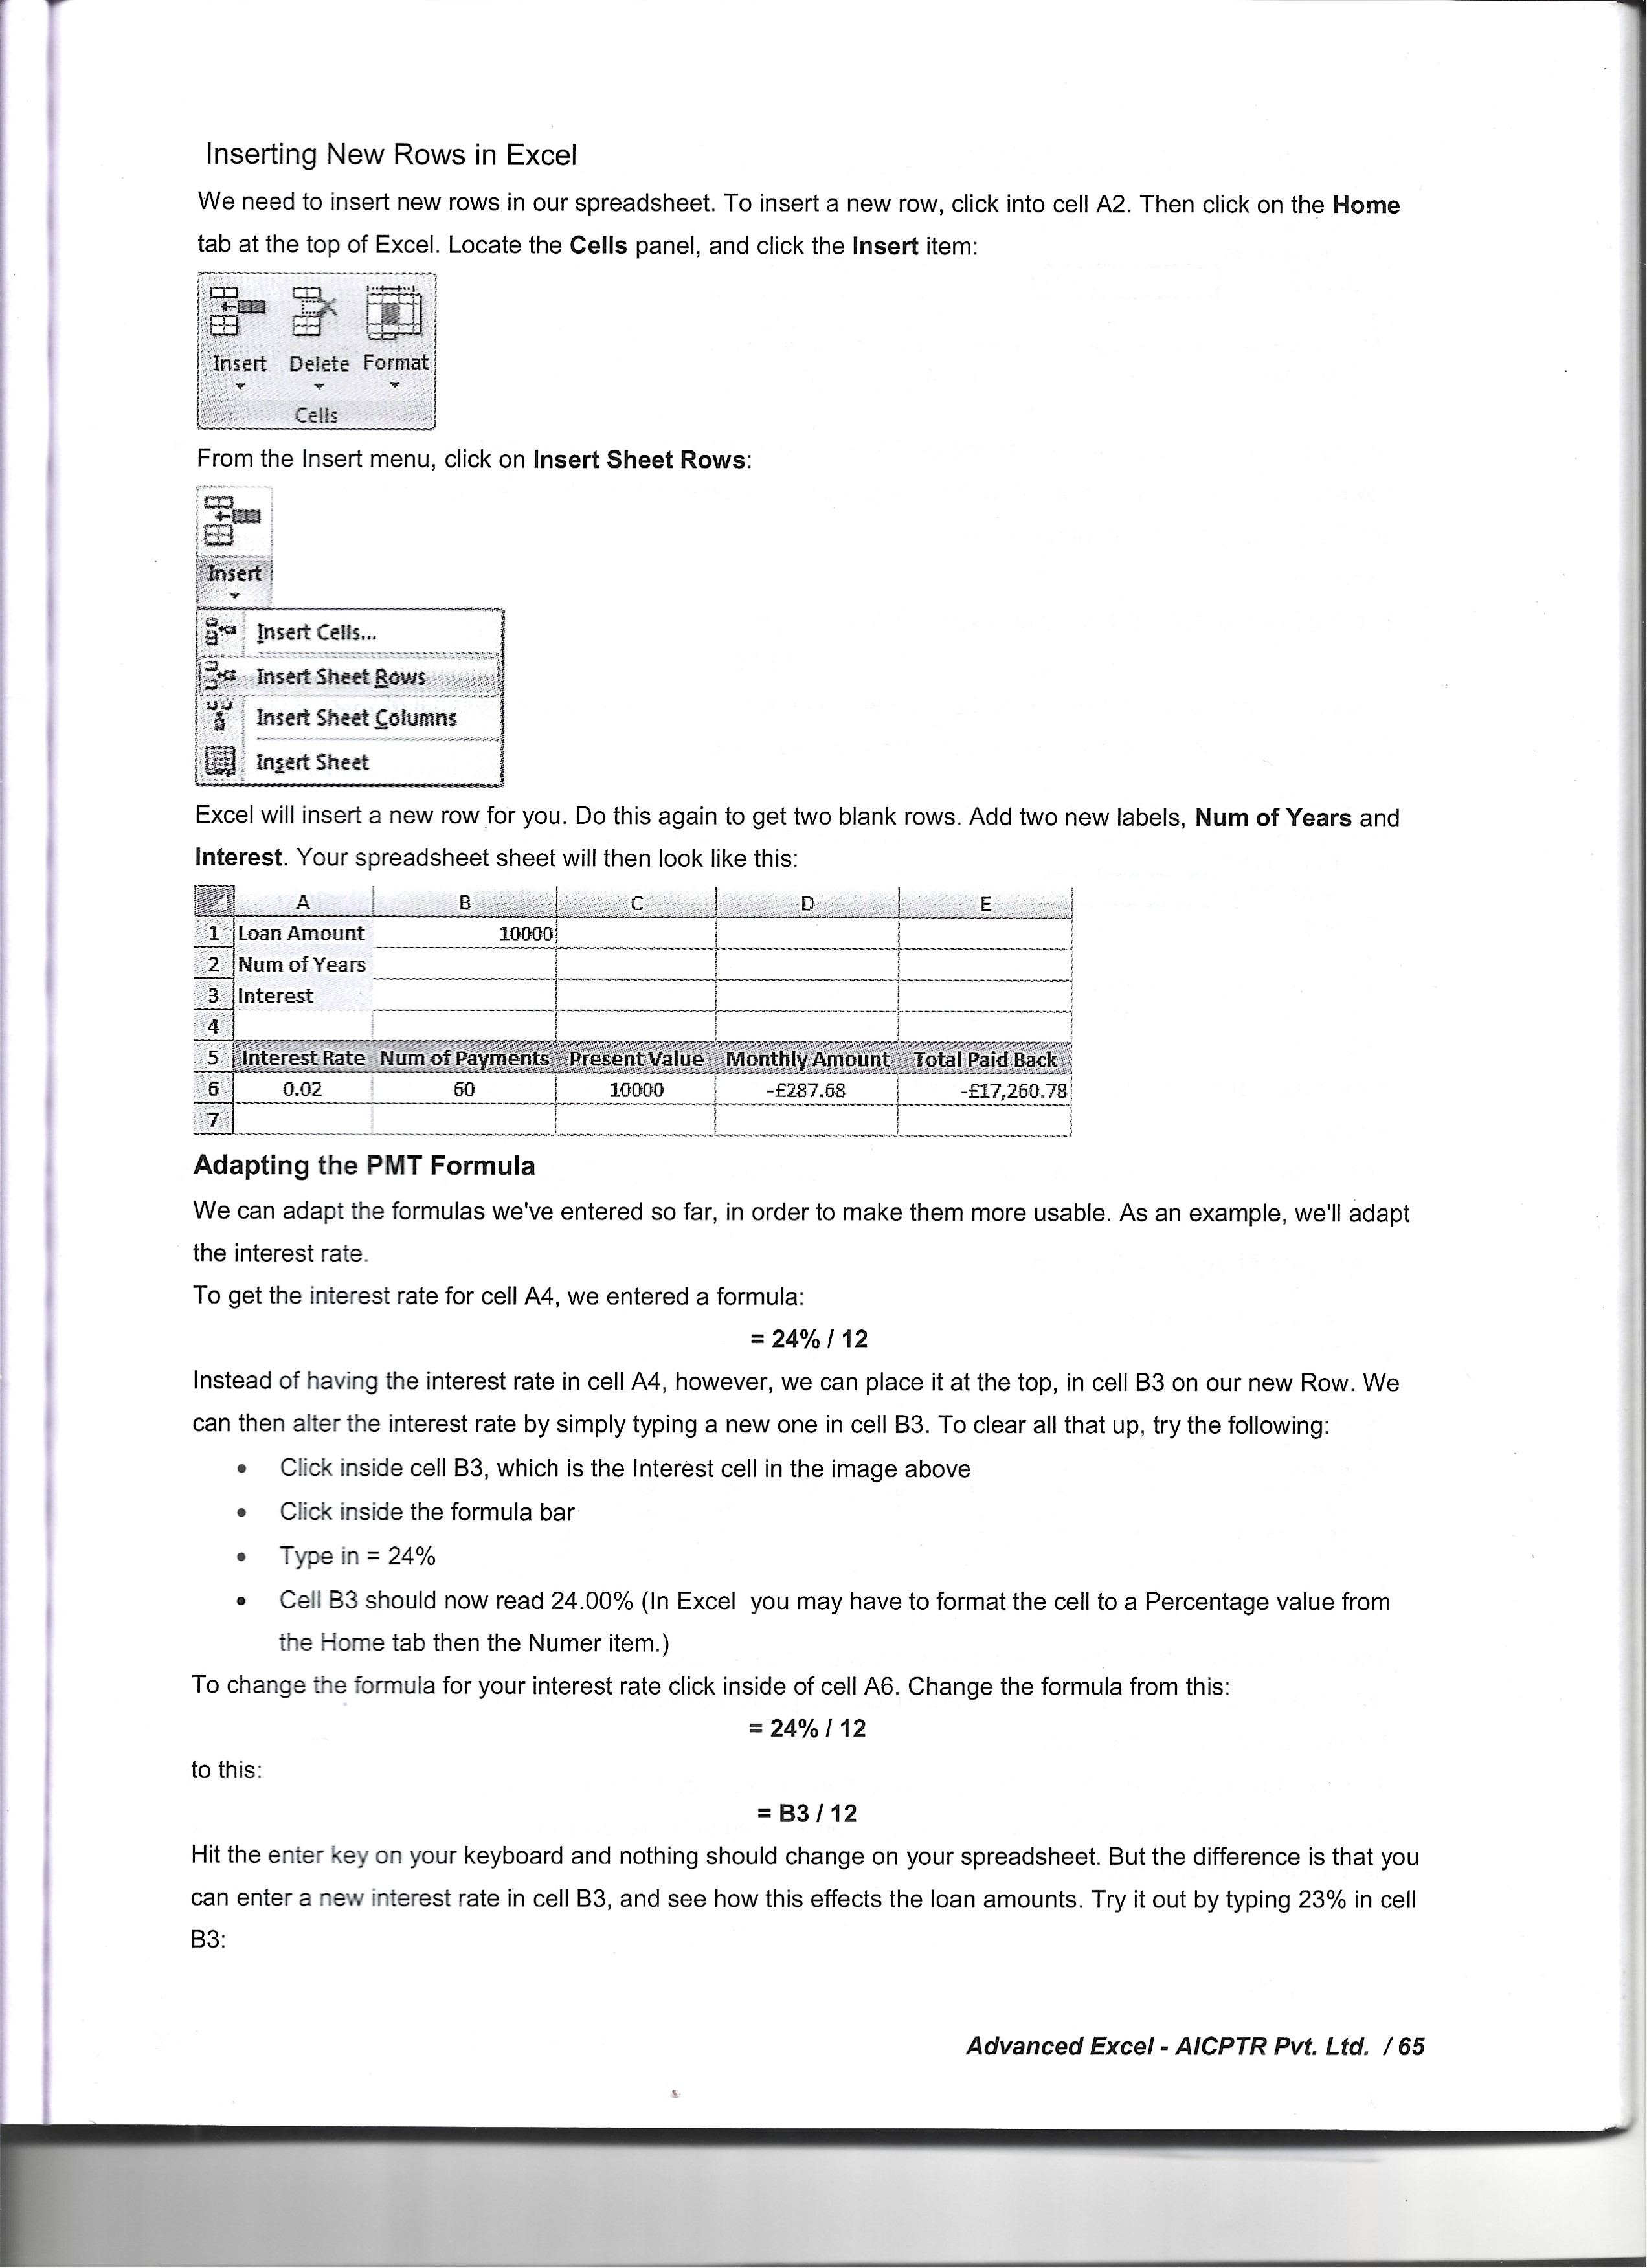 Inserting New Rows in Excel
We need to insert new rows in our spreadsheet. To insert a new row, click into cell A2. Then click on the Home
tab at the top of Excel. Locate the Cells panel, and click the Insert item:
Insert Delete Format
Cells
From the Insert menu, click on Insert Sheet Rows:
Insert
Insert Cells...
Insert Sheet Rows
Insert Sheet Columns
Insert Sheet
Excel will insert a new row for you. Do this again to get two blank rows. Add two new labels, Num of Years and
Interest. Your spreadsheet sheet will then look like this:
A B C D E
1 Loan Amount 10000
2 Num of Years
3 Interest
4
5 Interest Rate Num of Payments Present Value Monthly Amount Total Paid Back
6 0.02 60 10000 -£287.68 -£17,260.78
7
Adapting the PMT Formula
We can adapt the formulas we've entered so far, in order to make them more usable. As an example, we'll adapt
the interest rate.
To get the interest rate for cell A4, we entered a formula:
= 24% / 12
Instead of having the interest rate in cell A4, however, we can place it at the top, in cell B3 on our new Row. We
can then alter the interest rate by simply typing a new one in cell B3. To clear all that up, try the following:
• Click inside cell B3, which is the Interest cell in the image above
• Click inside the formula bar
• Type in = 24%
• Cell B3 should now read 24.00% (In Excel you may have to format the cell to a Percentage value from
the Home tab then the Numer item.)
To change the formula for your interest rate click inside of cell A6. Change the formula from this:
= 24% / 12
to this:
= B3 / 12
Hit the enter key on your keyboard and nothing should change on your spreadsheet. But the difference is that you
can enter a new interest rate in cell B3, and see how this effects the loan amounts. Try it out by typing 23% in cell
B3:
Advanced Excel - AICPTR Pvt. Ltd. / 65